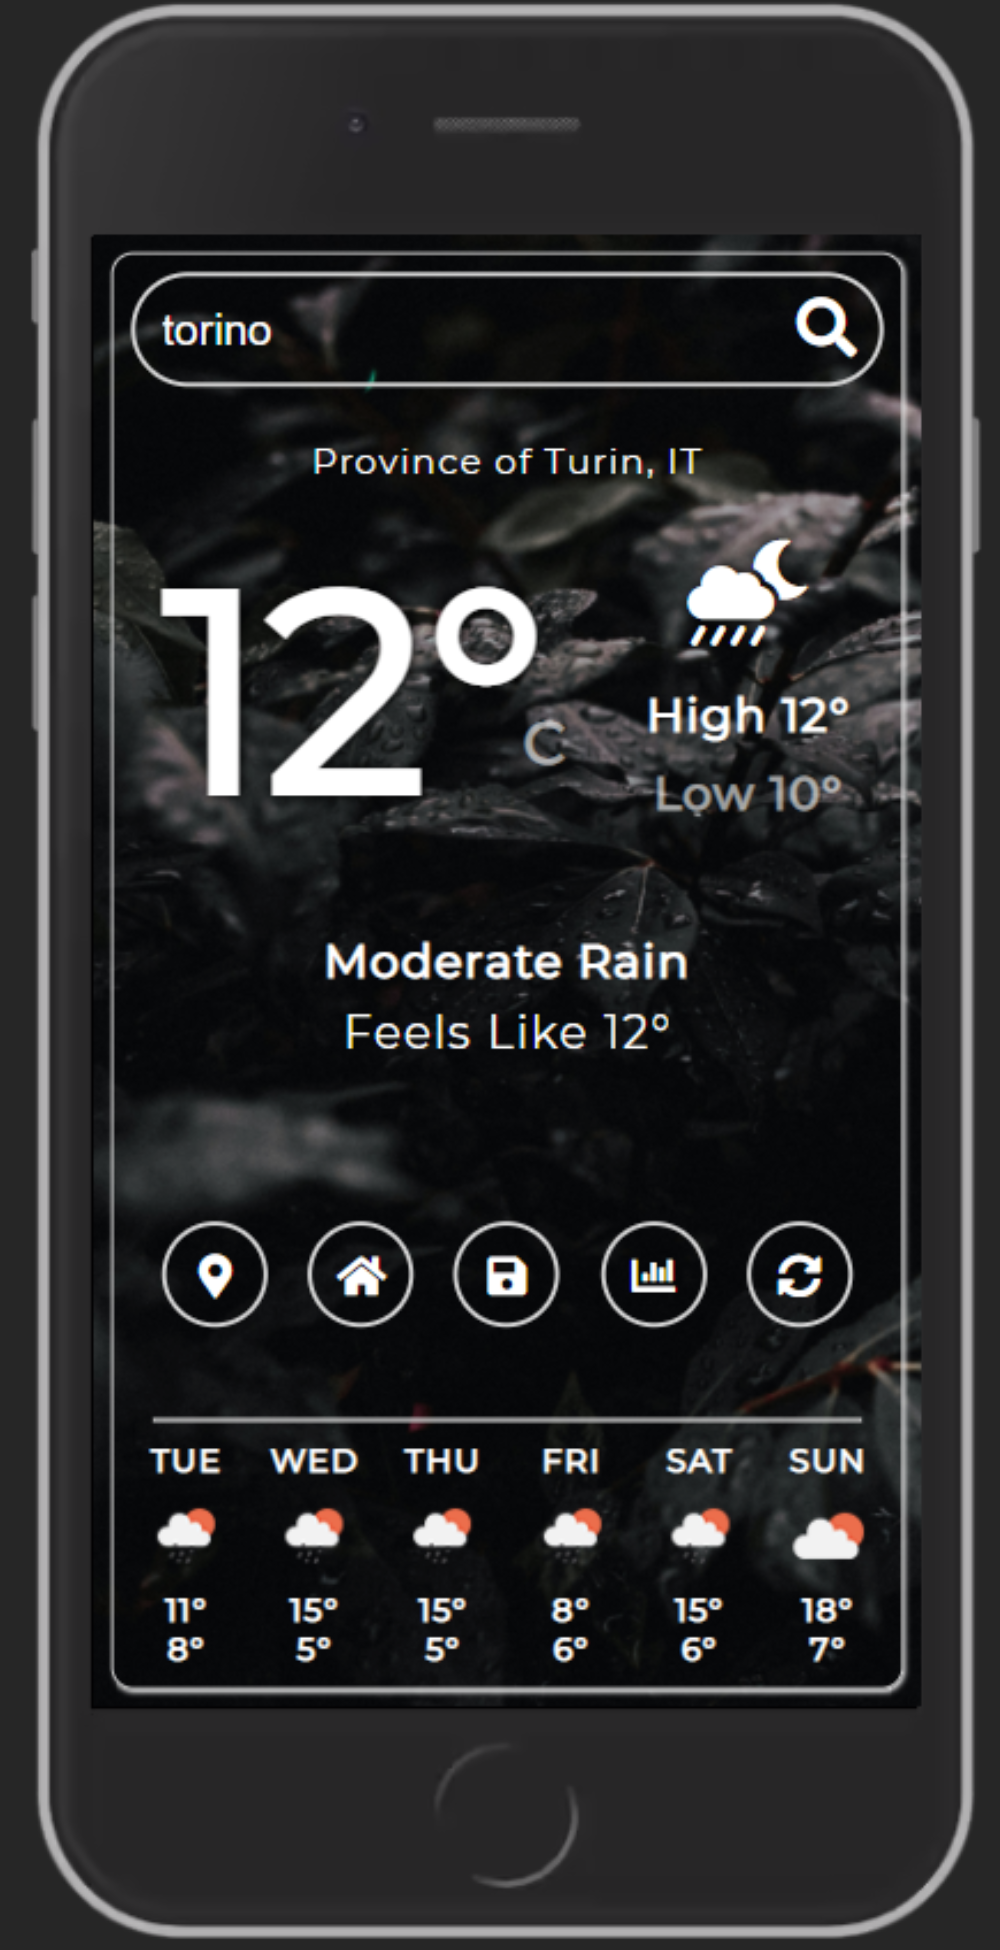 torino
Province of Turin, IT
12°
C
High 12°
Low 10°
Moderate Rain
Feels Like 12°
TUE WED THU FRI SAT SUN
11° 15° 15° 8° 15° 18°
8° 5° 5° 6° 6° 7°